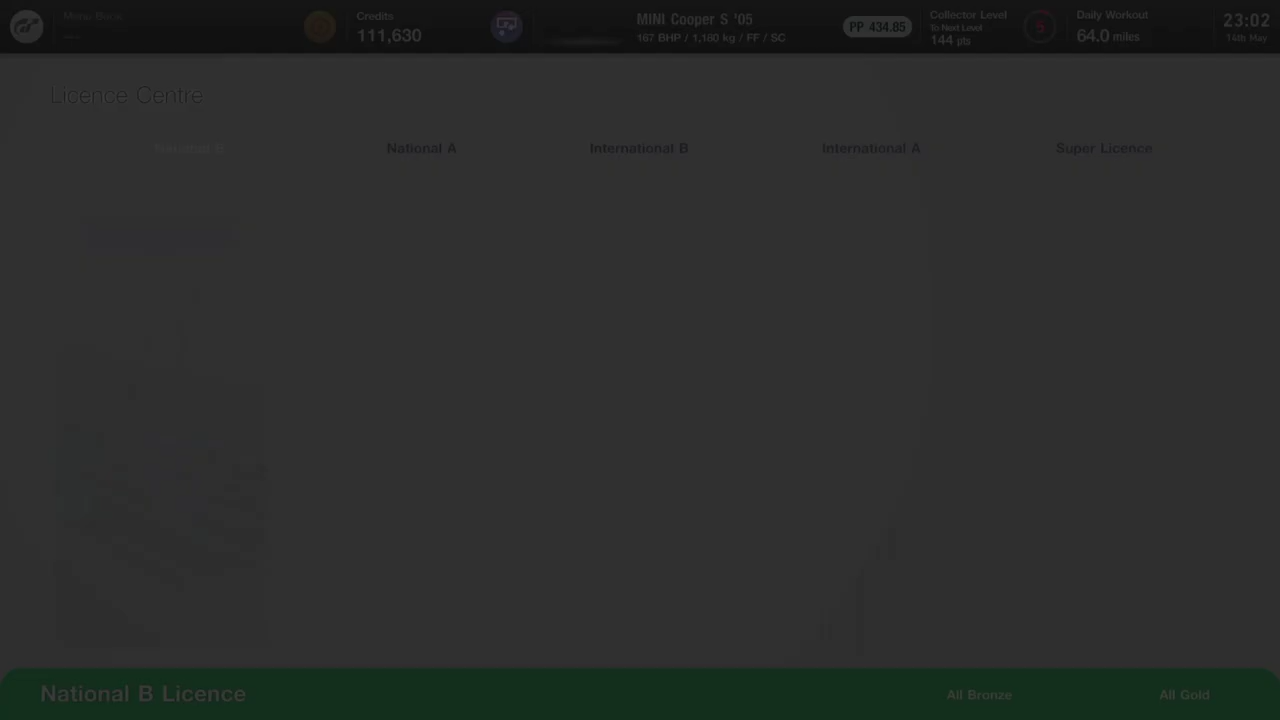 Credits
111,630
MINI Cooper S '05
167 BHP / 1,160 kg / FF / SC
PP 434.85
Collector Level
To Next Level
144 pts
5
Daily Workout
64.0 miles
23:02
14th May
Licence Centre
National B
National A
International B
International A
Super Licence
National B Licence
All Bronze
All Gold